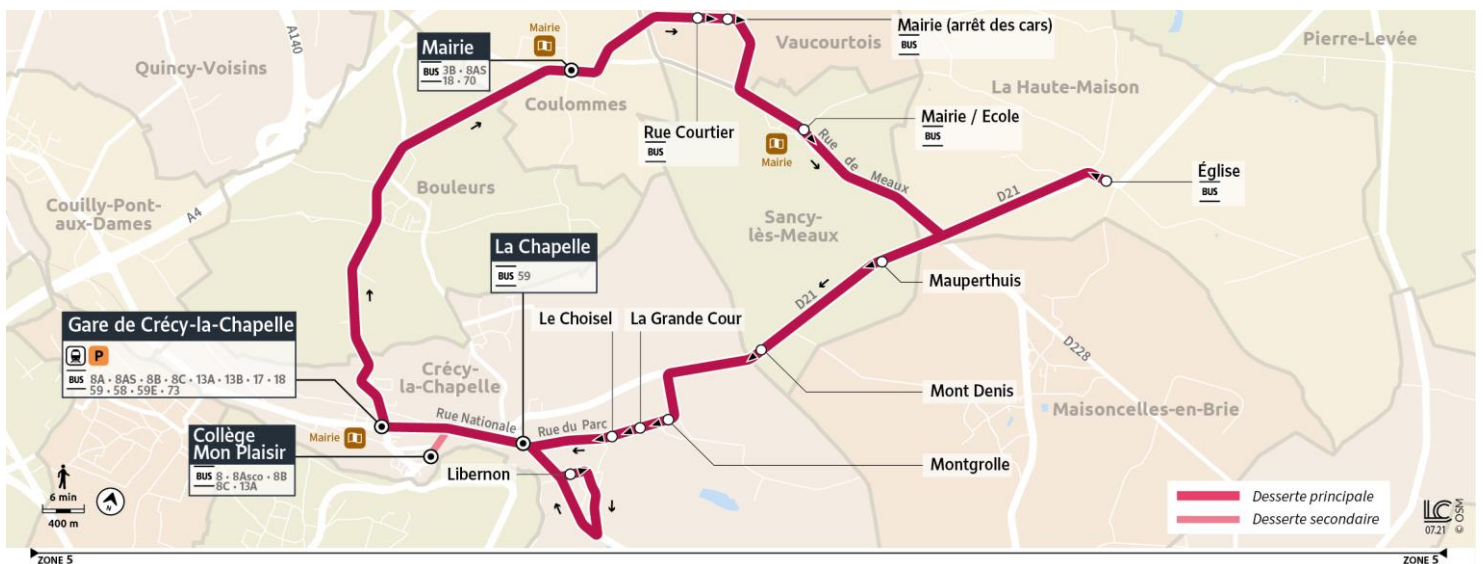 Mairie (arrêt des cars)
BUS
Pierre-Levée
A140
Mairie
Vaucourtois
Mairie
BUS 3B • 8AS
18 • 70
Quincy-Voisins
La Haute-Maison
Coulommes
Mairie / Ecole
BUS
Rue Courtier
BUS
Mairie
Rue de Meaux
Église
BUS
Bouleurs
D21
Couilly-Pont-
aux-Dames
A4
Sancy-
lès-Meaux
La Chapelle
BUS 59
Mauperthuis
D21
Gare de Crécy-la-Chapelle
P
BUS 8A • 8AS • 8B • 8C • 13A • 13B • 17 • 18
59 • 58 • 59E • 73
Le Choisel
La Grande Cour
D228
Crécy-
la-Chapelle
Mont Denis
Maisoncelles-en-Brie
Rue Nationale
Rue du Parc
Mairie
Collège
Mon Plaisir
BUS 8 • 8Asco • 8B
8C • 13A
Libernon
Montgrolle
6 min
400 m
N
Desserte principale
Desserte secondaire
LC
07.21
© OSM
ZONE 5
ZONE 5